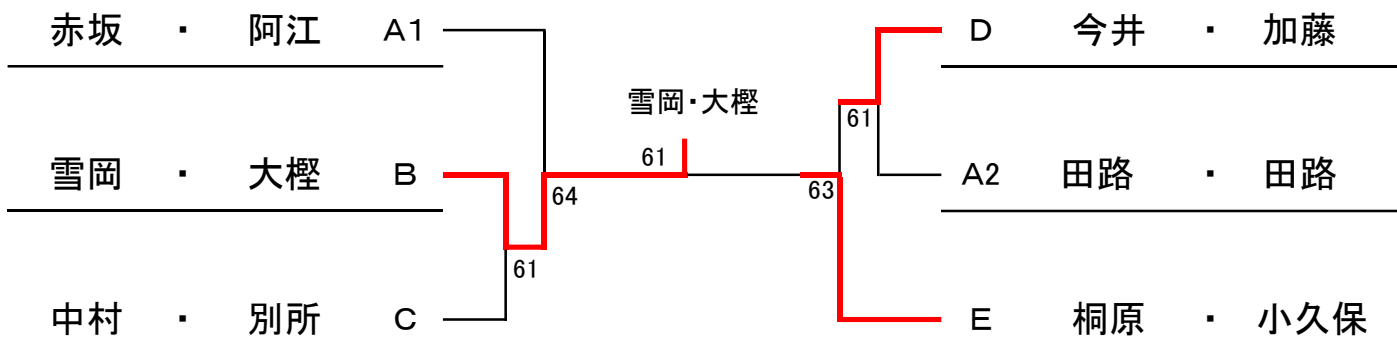 赤坂 ・ 阿江 A1
D 今井 ・ 加藤
雪岡・大樫
61
61
雪岡 ・ 大樫 B
A2 田路 ・ 田路
64
63
61
中村 ・ 別所 C
E 桐原 ・ 小久保